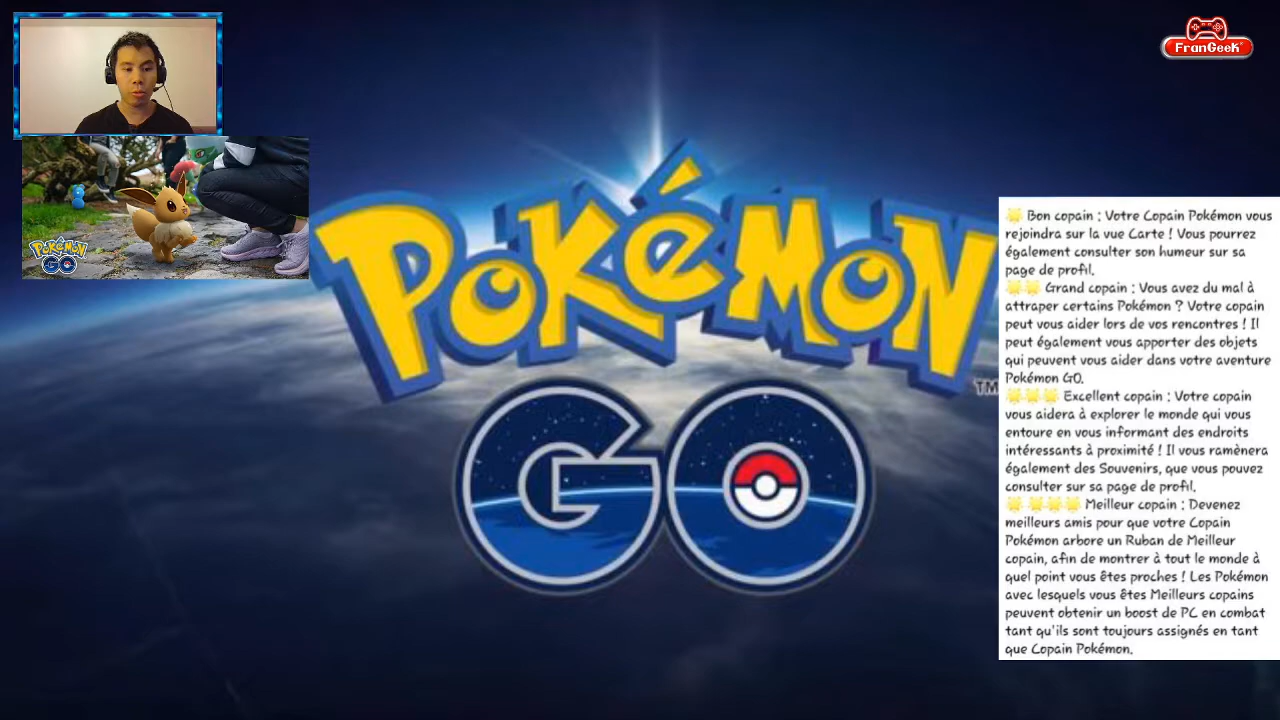 FranGeeK
POKÉMON
GO
POKÉMON
GO
TM
Bon copain : Votre Copain Pokémon vous
rejoindra sur la vue Carte ! Vous pourrez
également consulter son humeur sur sa
page de profil.
Grand copain : Vous avez du mal à
attraper certains Pokémon ? Votre copain
peut vous aider lors de vos rencontres ! Il
peut également vous apporter des objets
qui peuvent vous aider dans votre aventure
Pokémon GO.
Excellent copain : Votre copain
vous aidera à explorer le monde qui vous
entoure en vous informant des endroits
intéressants à proximité ! Il vous ramènera
également des Souvenirs, que vous pouvez
consulter sur sa page de profil.
Meilleur copain : Devenez
meilleurs amis pour que votre Copain
Pokémon arbore un Ruban de Meilleur
copain, afin de montrer à tout le monde à
quel point vous êtes proches ! Les Pokémon
avec lesquels vous êtes Meilleurs copains
peuvent obtenir un boost de PC en combat
tant qu'ils sont toujours assignés en tant
que Copain Pokémon.